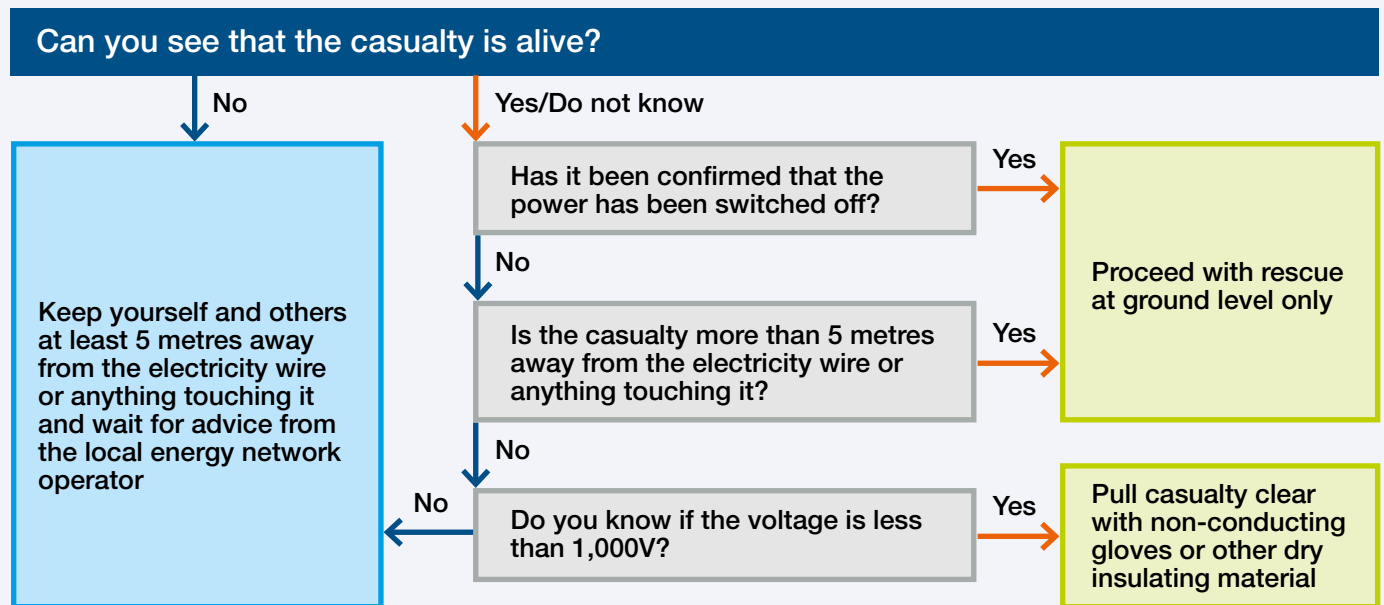 Can you see that the casualty is alive?
No
Yes/Do not know
Has it been confirmed that the
power has been switched off?
Yes
Proceed with rescue
at ground level only
No
Is the casualty more than 5 metres
away from the electricity wire or
anything touching it?
Yes
Keep yourself and others
at least 5 metres away
from the electricity wire
or anything touching it
and wait for advice from
the local energy network
operator
No
No
Do you know if the voltage is less
than 1,000V?
Yes
Pull casualty clear
with non-conducting
gloves or other dry
insulating material